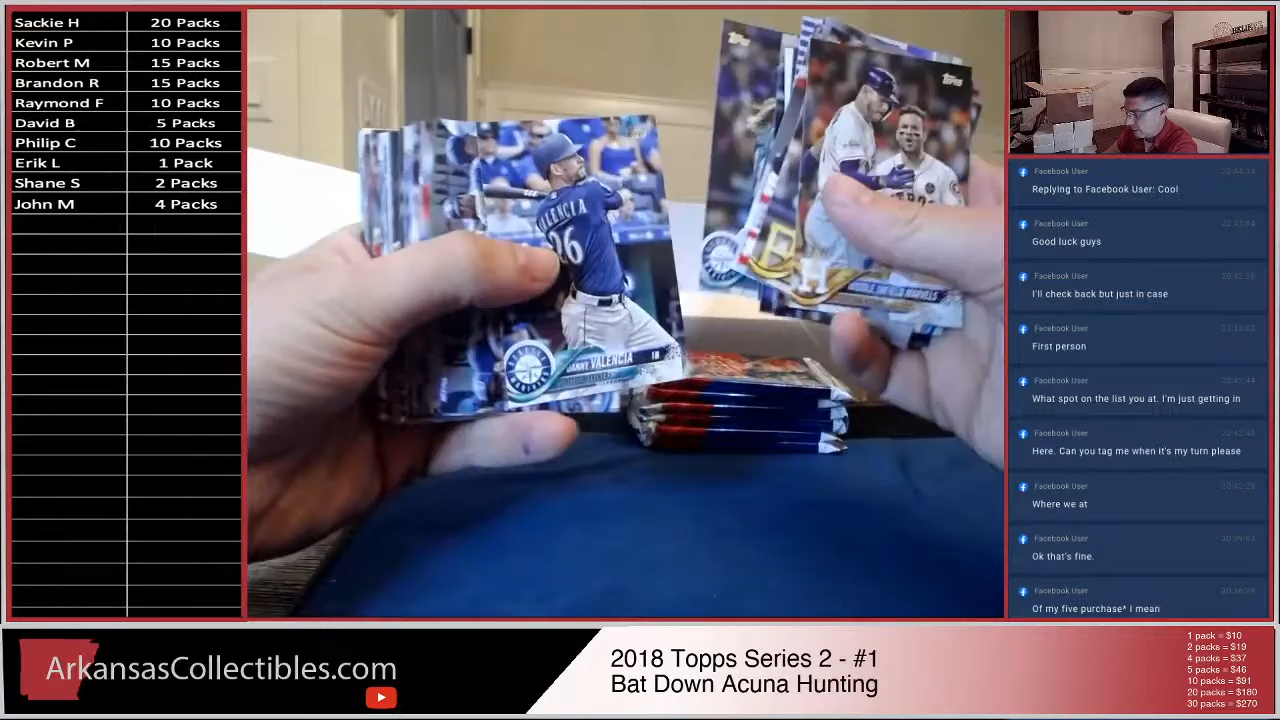 Sackie H 20 Packs
Kevin P 10 Packs
Robert M 15 Packs
Brandon R 15 Packs
Raymond F 10 Packs
David B 5 Packs
Philip C 10 Packs
Erik L 1 Pack
Shane S 2 Packs
John M 4 Packs
topps
topps
VALENCIA
26
DANNY VALENCIA
Facebook User
Replying to Facebook User: Cool
Facebook User
Good luck guys
Facebook User
I'll check back but just in case
Facebook User
First person
Facebook User
What spot on the list you at. I'm just getting in
Facebook User
Here. Can you tag me when it's my turn please
Facebook User
Where we at
Facebook User
Ok that's fine.
Facebook User
Of my five purchase* I mean
ArkansasCollectibles.com
2018 Topps Series 2 - #1
Bat Down Acuna Hunting
1 pack = $10
2 packs = $19
4 packs = $37
5 packs = $46
10 packs = $91
20 packs = $180
30 packs = $270